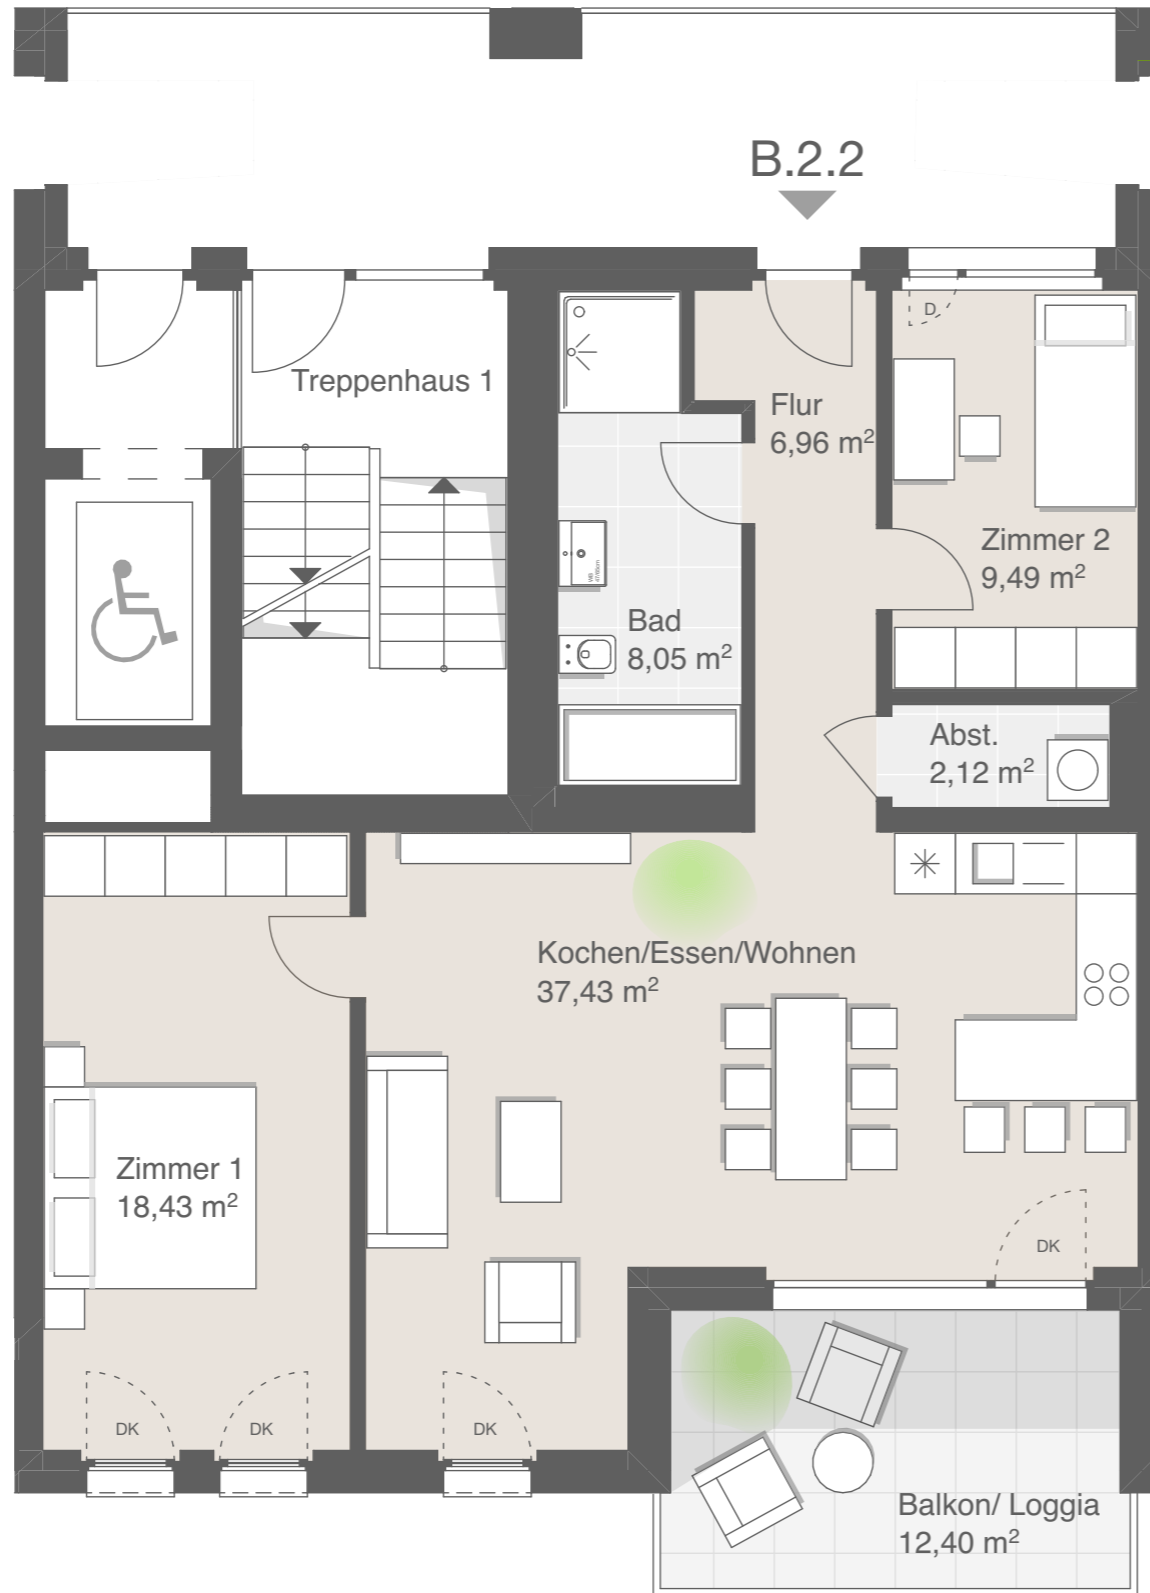 B.2.2
D
Treppenhaus 1
Flur
6,96 m²
Zimmer 2
9,49 m²
Bad
8,05 m²
Abst.
2,12 m²
Kochen/Essen/Wohnen
37,43 m²
Zimmer 1
18,43 m²
DK
DK
DK
DK
Balkon/ Loggia
12,40 m²